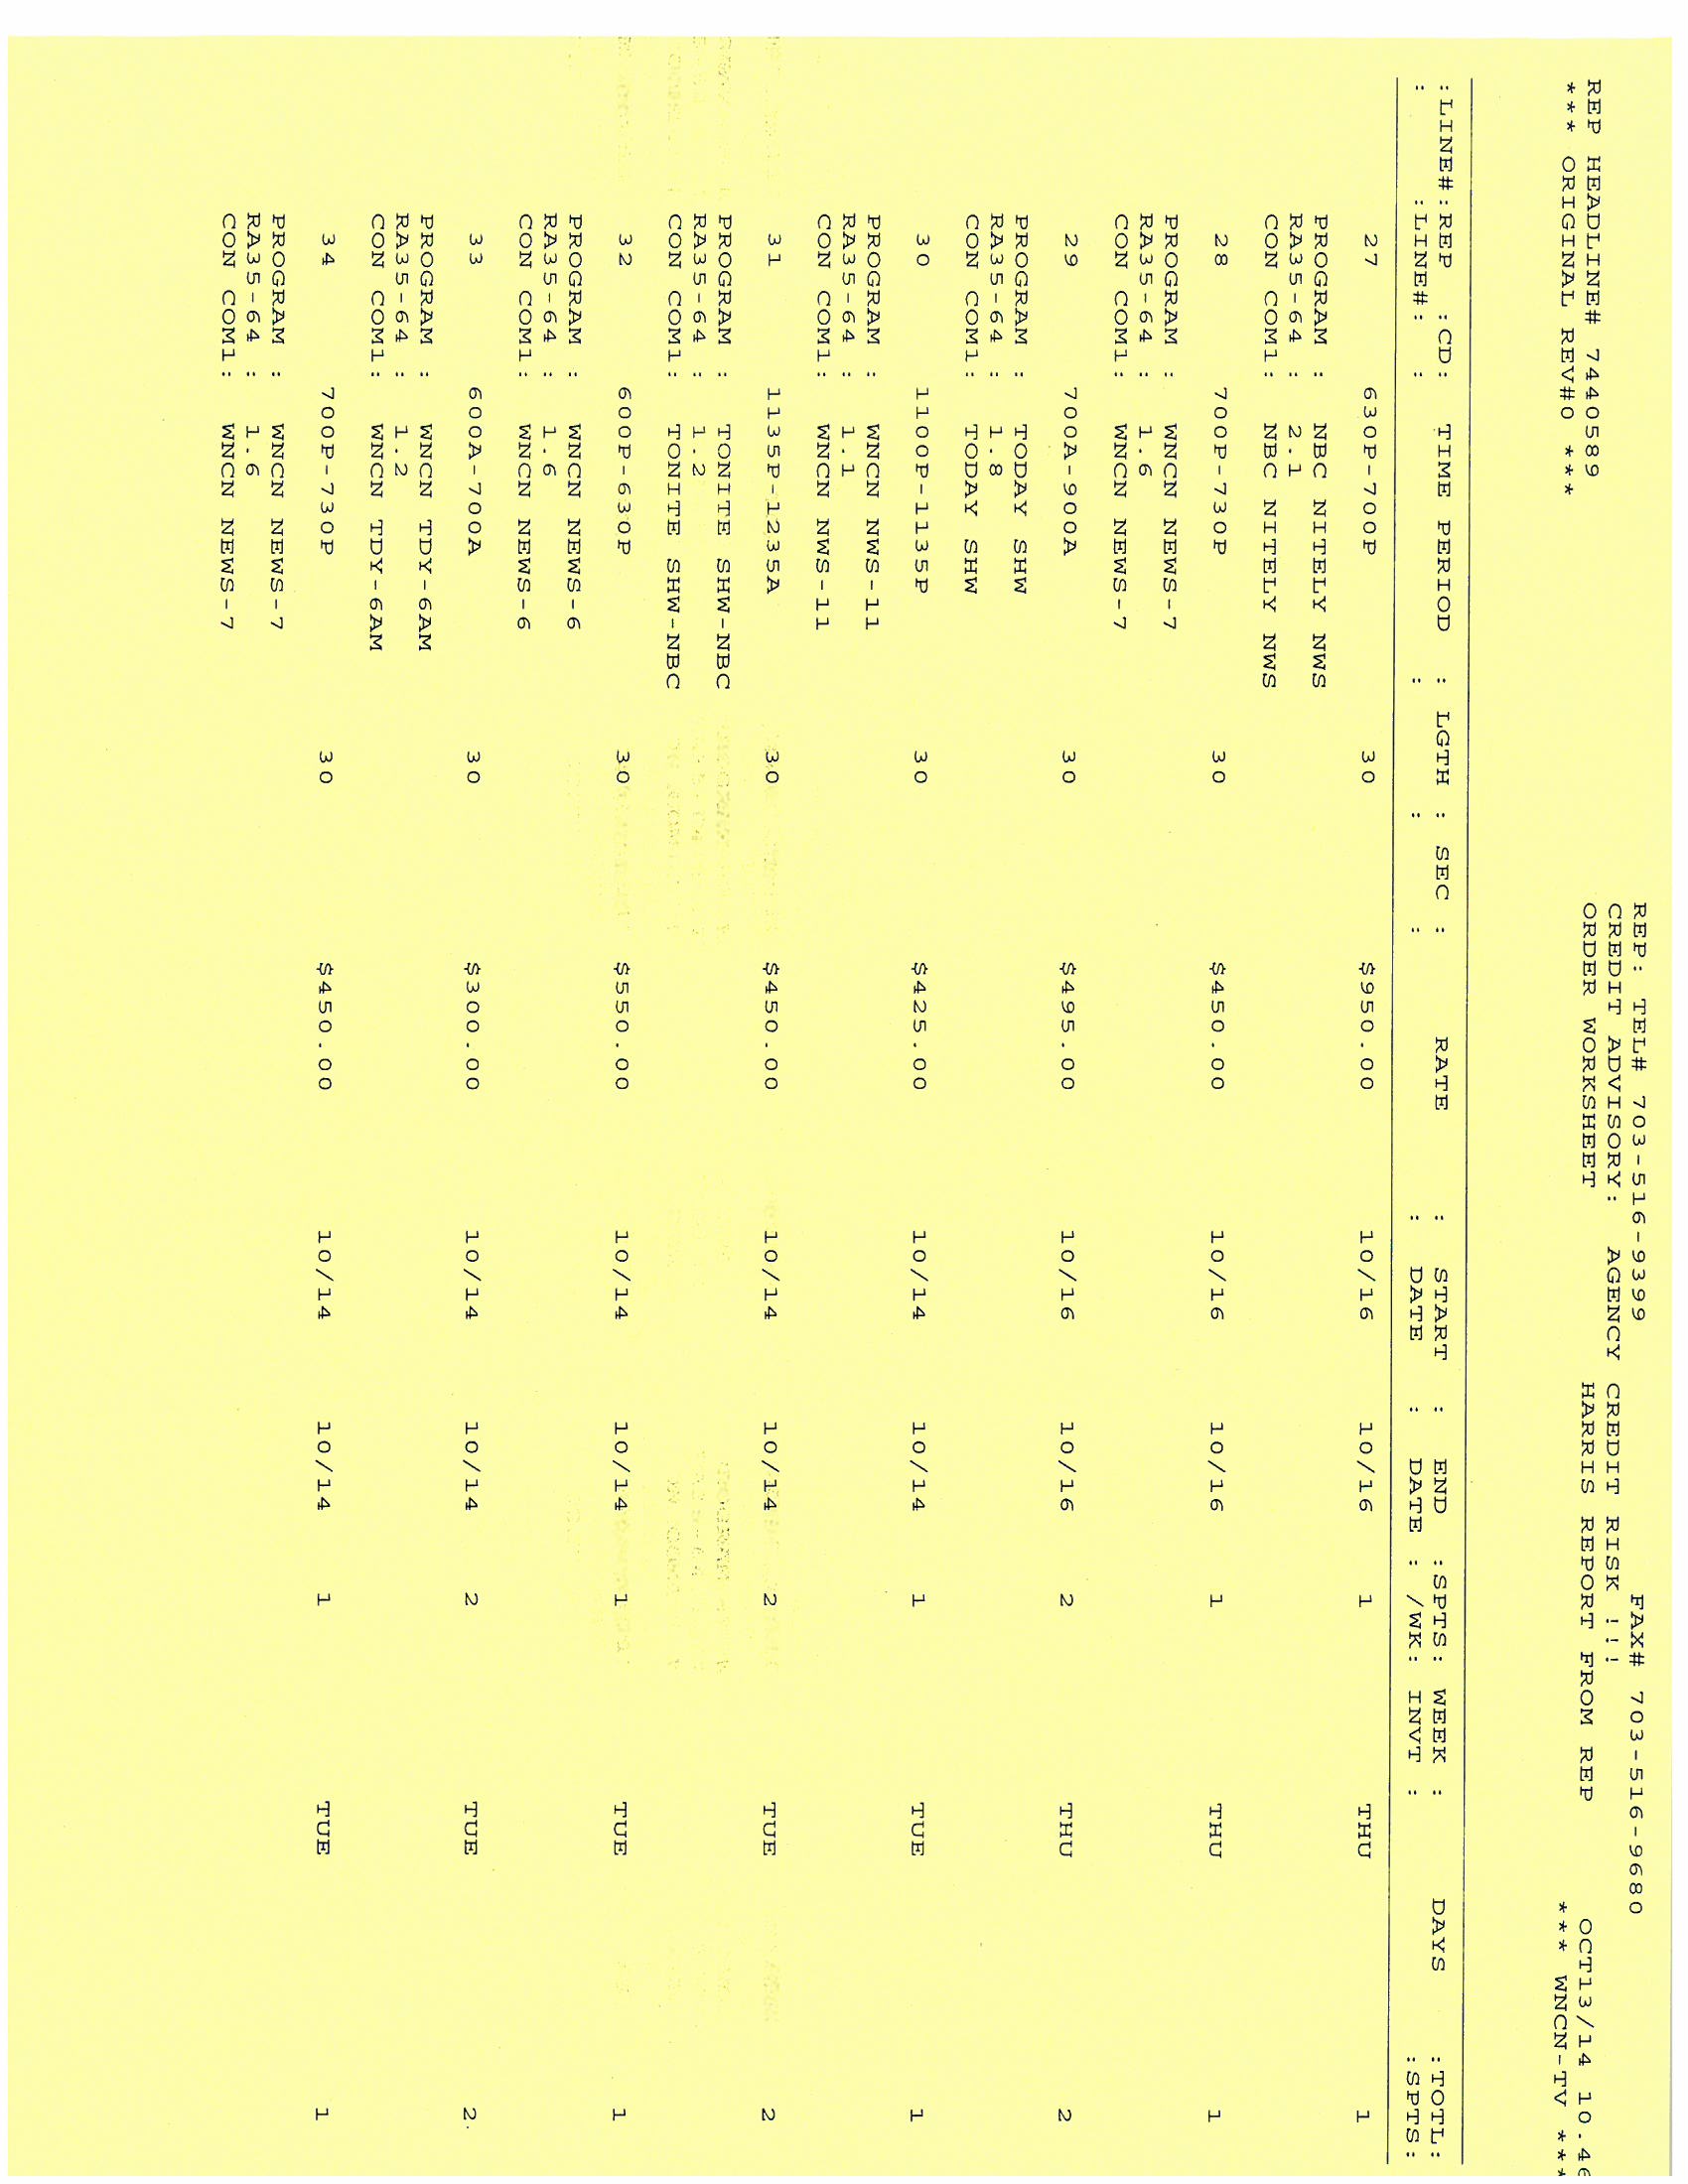 REP: TEL# 703-516-9399 FAX# 703-516-9680
CREDIT ADVISORY: AGENCY CREDIT RISK !!!
REP HEADLINE# 7440589 ORDER WORKSHEET HARRIS REPORT FROM REP OCT13/14 10.46
*** ORIGINAL REV#0 *** *** WNCN-TV ***
:LINE#:REP :CD: TIME PERIOD : LGTH : SEC : RATE : START : END :SPTS: WEEK : DAYS :TOTL:
: :LINE#: : : : : : DATE : DATE : /WK: INVT : :SPTS:
27 630P-700P 30 $950.00 10/16 10/16 1 THU 1
PROGRAM : NBC NITELY NWS
RA35-64 : 2.1
CON COM1: NBC NITELY NWS
28 700P-730P 30 $450.00 10/16 10/16 1 THU 1
PROGRAM : WNCN NEWS-7
RA35-64 : 1.6
CON COM1: WNCN NEWS-7
29 700A-900A 30 $495.00 10/16 10/16 2 THU 2
PROGRAM : TODAY SHW
RA35-64 : 1.8
CON COM1: TODAY SHW
30 1100P-1135P 30 $425.00 10/14 10/14 1 TUE 1
PROGRAM : WNCN NWS-11
RA35-64 : 1.1
CON COM1: WNCN NWS-11
31 1135P-1235A 30 $450.00 10/14 10/14 2 TUE 2
PROGRAM : TONITE SHW-NBC
RA35-64 : 1.2
CON COM1: TONITE SHW-NBC
32 600P-630P 30 $550.00 10/14 10/14 1 TUE 1
PROGRAM : WNCN NEWS-6
RA35-64 : 1.6
CON COM1: WNCN NEWS-6
33 600A-700A 30 $300.00 10/14 10/14 2 TUE 2
PROGRAM : WNCN TDY-6AM
RA35-64 : 1.2
CON COM1: WNCN TDY-6AM
34 700P-730P 30 $450.00 10/14 10/14 1 TUE 1
PROGRAM : WNCN NEWS-7
RA35-64 : 1.6
CON COM1: WNCN NEWS-7